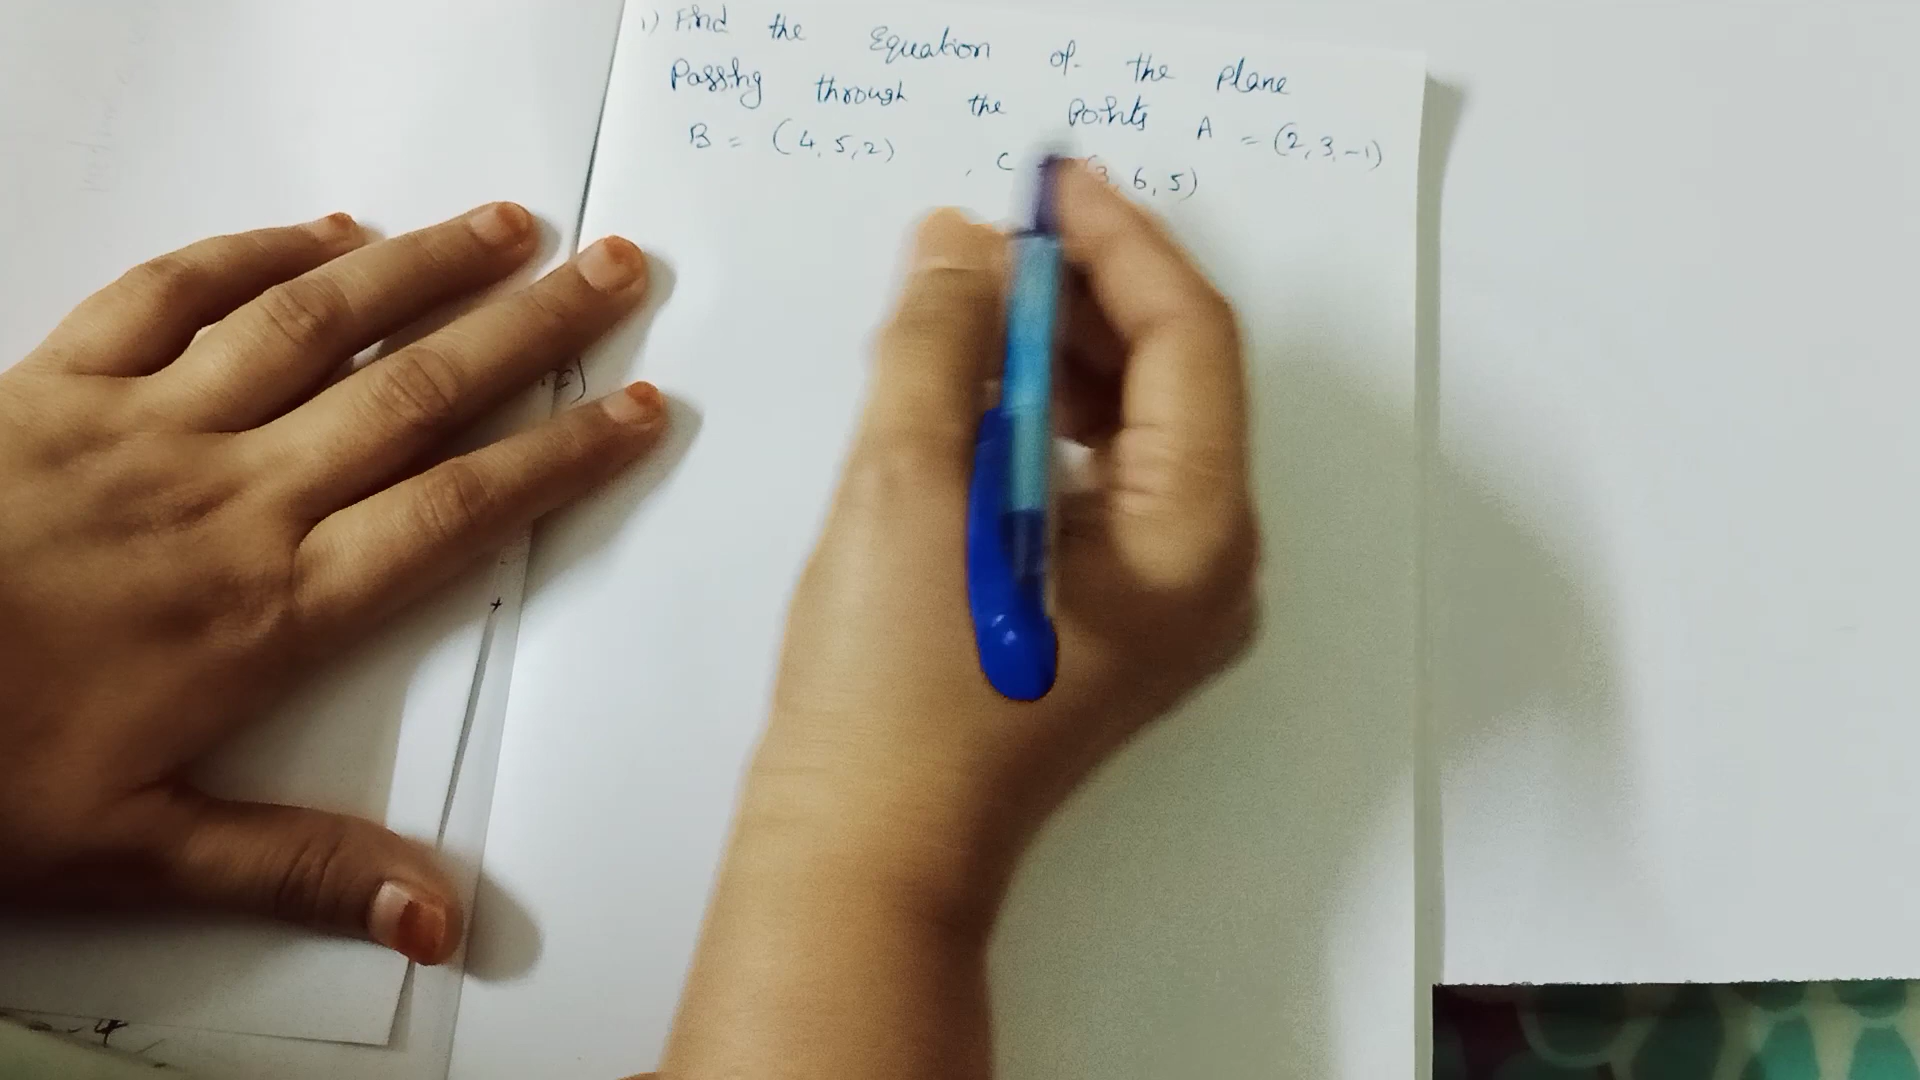 1) Find the Equation of the plane
Passing through the Points A = (2, 3, -1)
B = (4, 5, 2) , C (3, 6, 5)